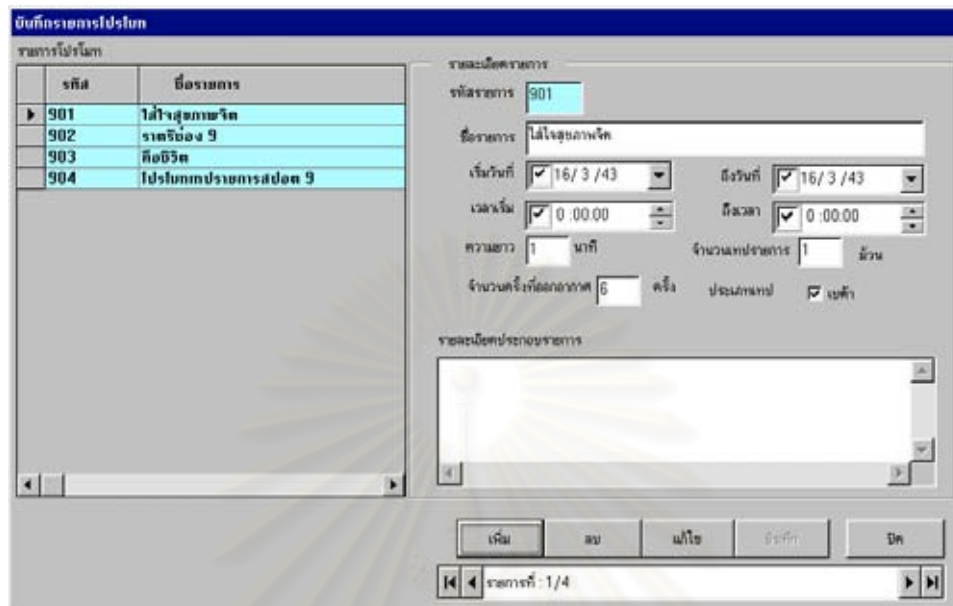 บันทึกรายการโปรโมท
รายการโปรโมท
รหัส ชื่อรายการ
901 ใส่ใจสุขภาพจิต
902 ราตรีช่อง 9
903 คือชีวิต
904 โปรโมทเทปรายการสปอต 9
รายละเอียดรายการ
รหัสรายการ 901
ชื่อรายการ ใส่ใจสุขภาพจิต
เริ่มวันที่ 16/ 3 /43 ถึงวันที่ 16/ 3 /43
เวลาเริ่ม 0 :00:00 ถึงเวลา 0 :00:00
ความยาว 1 นาที จำนวนเทปรายการ 1 ม้วน
จำนวนครั้งที่ออกอากาศ 6 ครั้ง ประเภทเทป เบต้า
รายละเอียดประกอบรายการ
เพิ่ม ลบ แก้ไข บันทึก ปิด
รายการที่ : 1/4